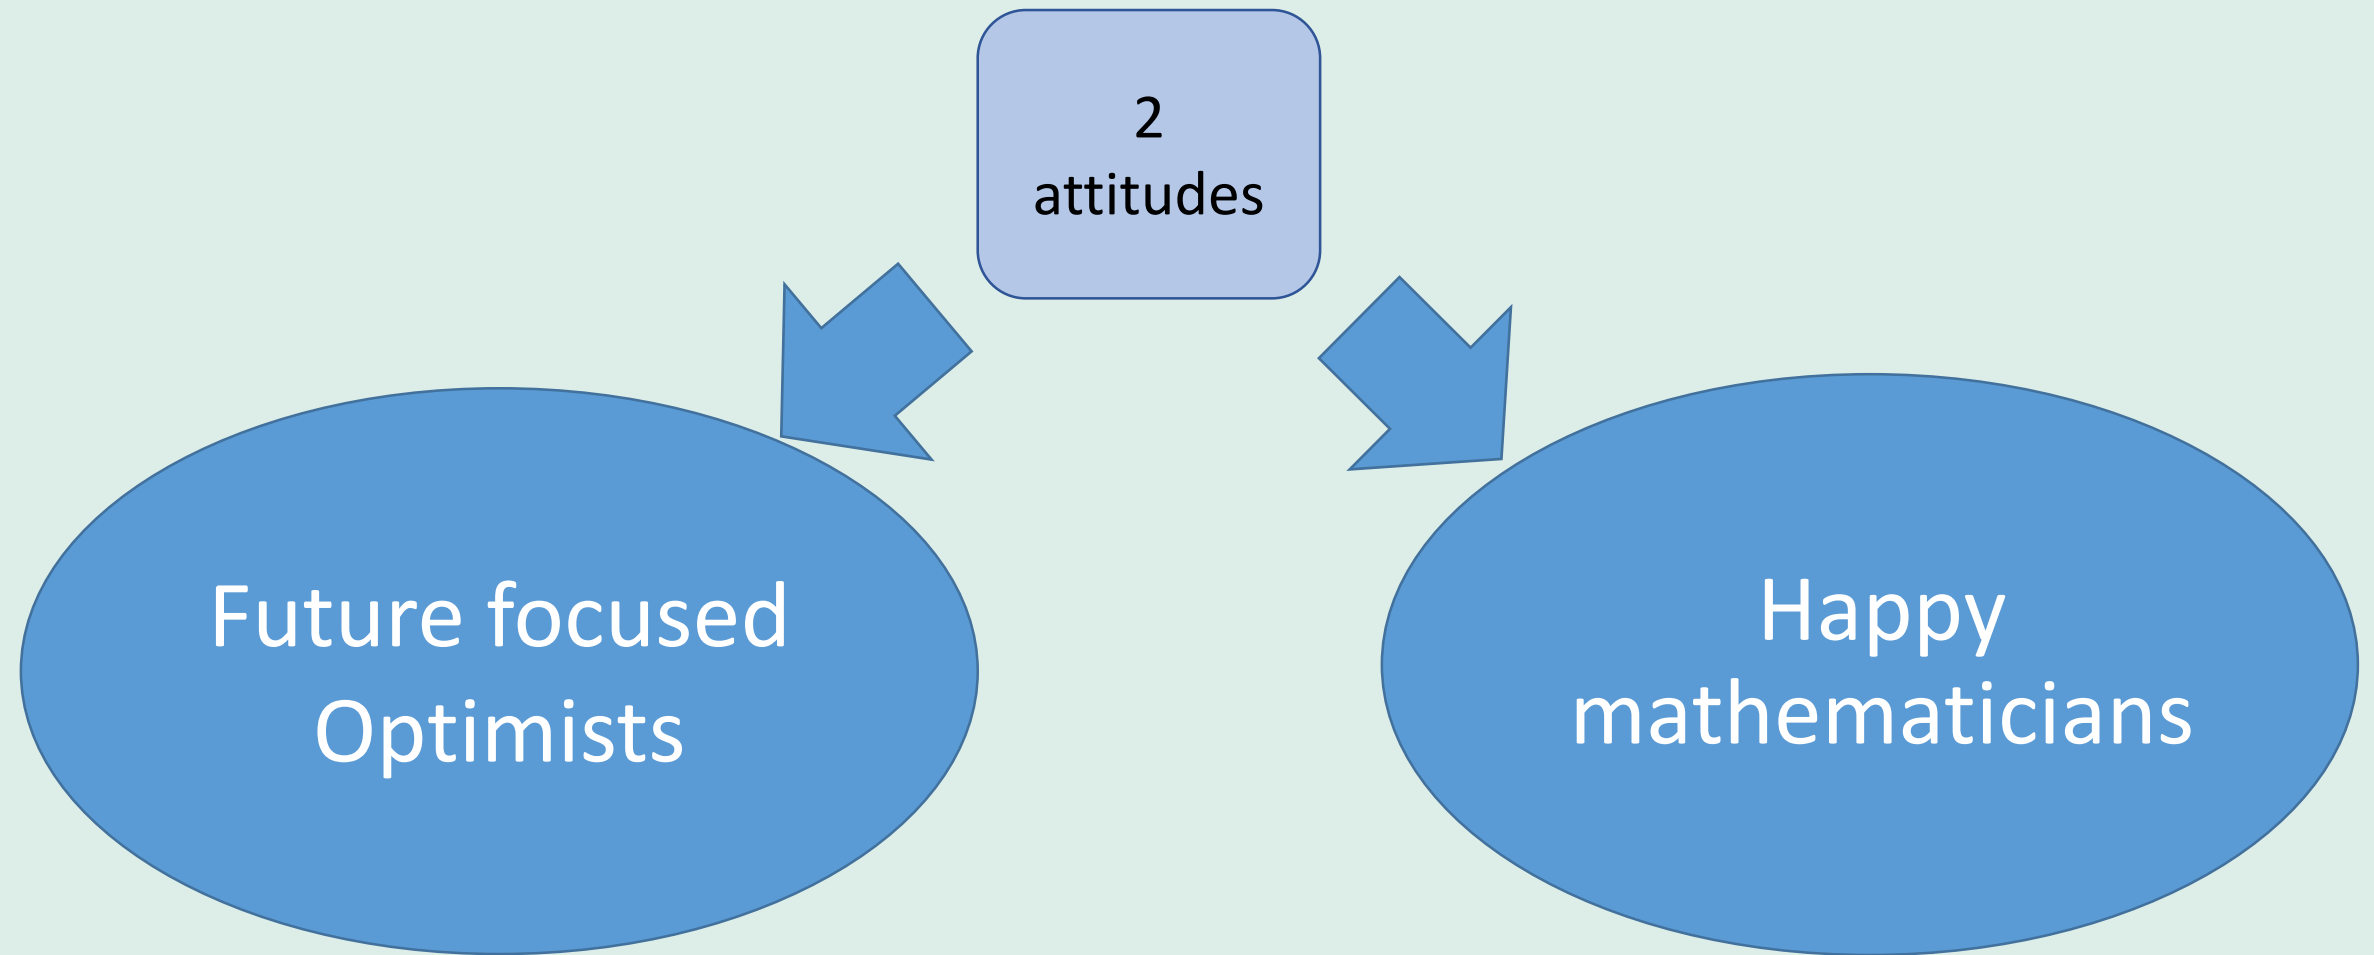 2
attitudes
Future focused
Optimists
Happy
mathematicians